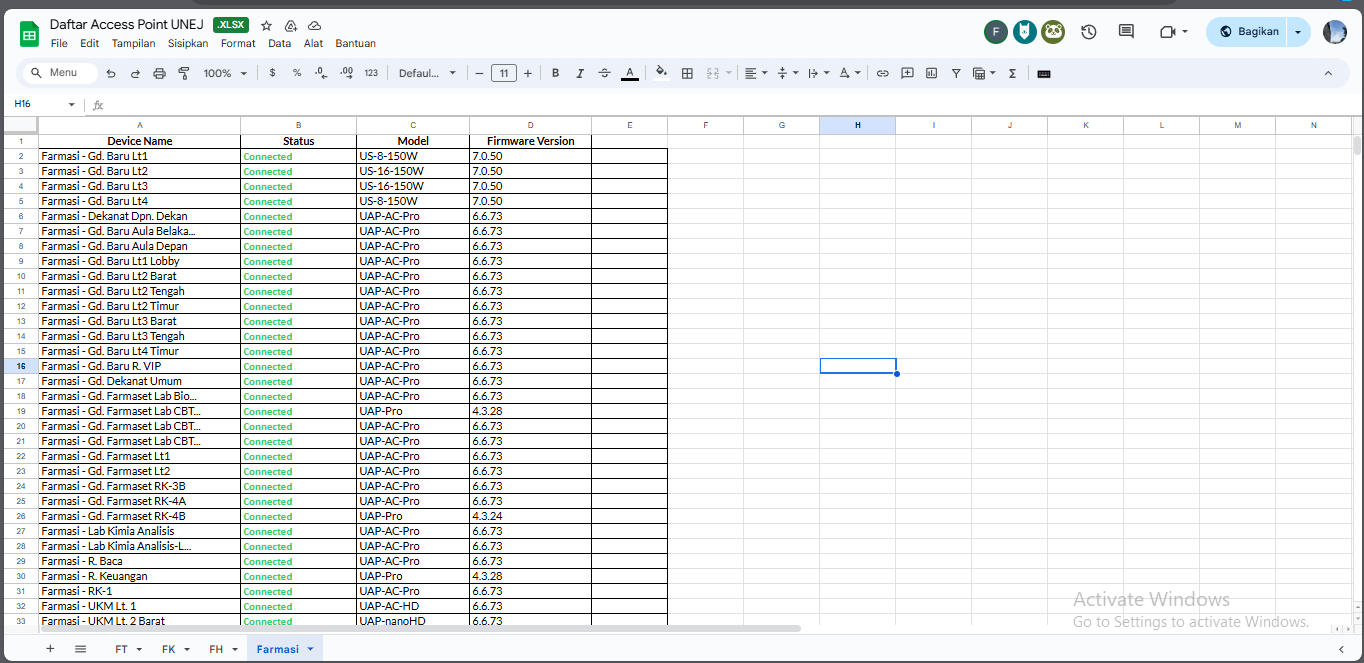 Daftar Access Point UNEJ .XLSX
File Edit Tampilan Sisipkan Format Data Alat Bantuan
F
Bagikan
Menu 100% $ % .0 .00 123 Defaul... 11 B I A
H16 fx
A B C D E F G H I J K L M N
1 Device Name Status Model Firmware Version
2 Farmasi - Gd. Baru Lt1 Connected US-8-150W 7.0.50
3 Farmasi - Gd. Baru Lt2 Connected US-16-150W 7.0.50
4 Farmasi - Gd. Baru Lt3 Connected US-16-150W 7.0.50
5 Farmasi - Gd. Baru Lt4 Connected US-8-150W 7.0.50
6 Farmasi - Dekanat Dpn. Dekan Connected UAP-AC-Pro 6.6.73
7 Farmasi - Gd. Baru Aula Belaka... Connected UAP-AC-Pro 6.6.73
8 Farmasi - Gd. Baru Aula Depan Connected UAP-AC-Pro 6.6.73
9 Farmasi - Gd. Baru Lt1 Lobby Connected UAP-AC-Pro 6.6.73
10 Farmasi - Gd. Baru Lt2 Barat Connected UAP-AC-Pro 6.6.73
11 Farmasi - Gd. Baru Lt2 Tengah Connected UAP-AC-Pro 6.6.73
12 Farmasi - Gd. Baru Lt2 Timur Connected UAP-AC-Pro 6.6.73
13 Farmasi - Gd. Baru Lt3 Barat Connected UAP-AC-Pro 6.6.73
14 Farmasi - Gd. Baru Lt3 Tengah Connected UAP-AC-Pro 6.6.73
15 Farmasi - Gd. Baru Lt4 Timur Connected UAP-AC-Pro 6.6.73
16 Farmasi - Gd. Baru R. VIP Connected UAP-AC-Pro 6.6.73
17 Farmasi - Gd. Dekanat Umum Connected UAP-AC-Pro 6.6.73
18 Farmasi - Gd. Farmaset Lab Bio... Connected UAP-AC-Pro 6.6.73
19 Farmasi - Gd. Farmaset Lab CBT... Connected UAP-Pro 4.3.28
20 Farmasi - Gd. Farmaset Lab CBT... Connected UAP-AC-Pro 6.6.73
21 Farmasi - Gd. Farmaset Lab CBT... Connected UAP-AC-Pro 6.6.73
22 Farmasi - Gd. Farmaset Lt1 Connected UAP-AC-Pro 6.6.73
23 Farmasi - Gd. Farmaset Lt2 Connected UAP-AC-Pro 6.6.73
24 Farmasi - Gd. Farmaset RK-3B Connected UAP-AC-Pro 6.6.73
25 Farmasi - Gd. Farmaset RK-4A Connected UAP-AC-Pro 6.6.73
26 Farmasi - Gd. Farmaset RK-4B Connected UAP-Pro 4.3.24
27 Farmasi - Lab Kimia Analisis Connected UAP-AC-Pro 6.6.73
28 Farmasi - Lab Kimia Analisis-L... Connected UAP-AC-Pro 6.6.73
29 Farmasi - R. Baca Connected UAP-AC-Pro 6.6.73
30 Farmasi - R. Keuangan Connected UAP-Pro 4.3.28
31 Farmasi - RK-1 Connected UAP-AC-Pro 6.6.73
32 Farmasi - UKM Lt. 1 Connected UAP-AC-HD 6.6.73
33 Farmasi - UKM Lt. 2 Barat Connected UAP-nanoHD 6.6.73
Activate Windows
Go to Settings to activate Windows.
FT FK FH Farmasi